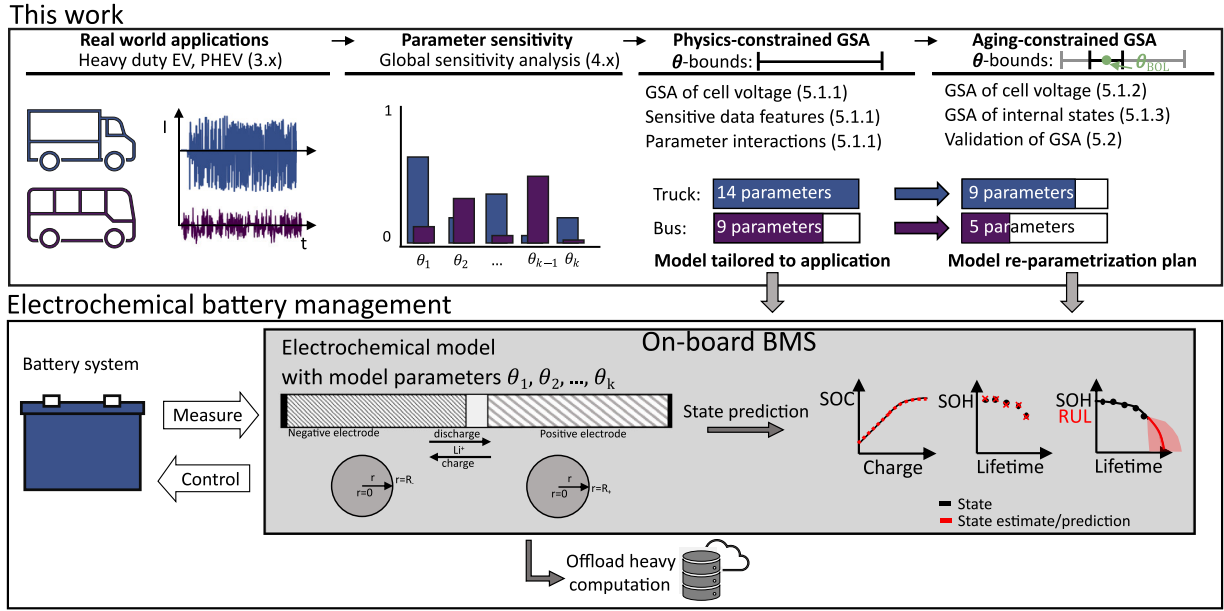 This work
Real world applications
Heavy duty EV, PHEV (3.x)
Parameter sensitivity
Global sensitivity analysis (4.x)
Physics-constrained GSA
θ-bounds:
Aging-constrained GSA
θ-bounds:
θBOL
I
t
1
0
θ1
θ2
...
θk−1
θk
GSA of cell voltage (5.1.1)
Sensitive data features (5.1.1)
Parameter interactions (5.1.1)
GSA of cell voltage (5.1.2)
GSA of internal states (5.1.3)
Validation of GSA (5.2)
Truck:
14 parameters
9 parameters
Bus:
9 parameters
5 parameters
Model tailored to application
Model re-parametrization plan
Electrochemical battery management
Battery system
Measure
Control
On-board BMS
Electrochemical model
with model parameters θ1, θ2, ..., θk
Negative electrode
discharge
Li+
charge
Positive electrode
r
r=0
r=R-
r
r=0
r=R+
State prediction
SOC
Charge
SOH
Lifetime
SOH
RUL
Lifetime
State
State estimate/prediction
Offload heavy
computation